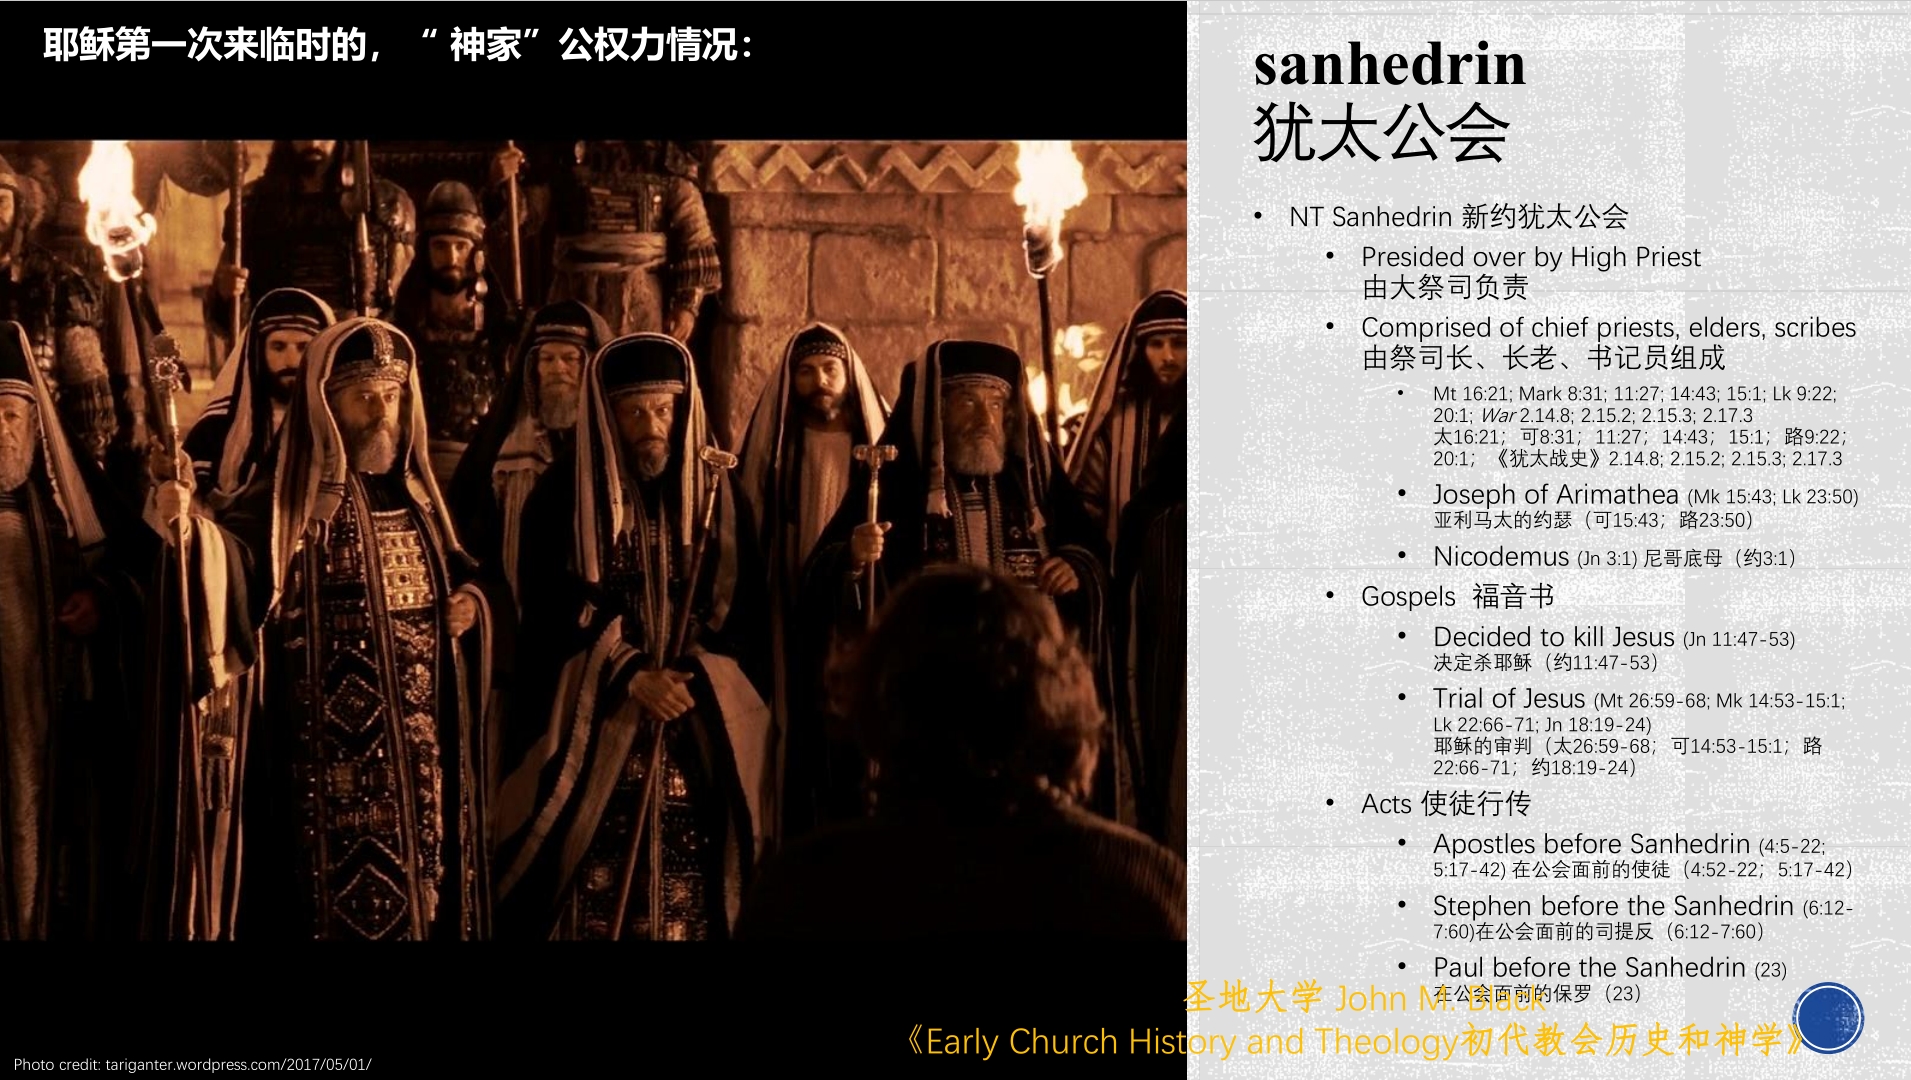 耶稣第一次来临时的，“ 神家”公权力情况：
sanhedrin
犹太公会
• NT Sanhedrin 新约犹太公会
• Presided over by High Priest
由大祭司负责
• Comprised of chief priests, elders, scribes
由祭司长、长老、书记员组成
• Mt 16:21; Mark 8:31; 11:27; 14:43; 15:1; Lk 9:22;
20:1; War 2.14.8; 2.15.2; 2.15.3; 2.17.3
太16:21；可8:31；11:27；14:43；15:1；路9:22；
20:1；《犹太战史》2.14.8; 2.15.2; 2.15.3; 2.17.3
• Joseph of Arimathea (Mk 15:43; Lk 23:50)
亚利马太的约瑟（可15:43；路23:50）
• Nicodemus (Jn 3:1) 尼哥底母（约3:1）
• Gospels 福音书
• Decided to kill Jesus (Jn 11:47-53)
决定杀耶稣（约11:47-53）
• Trial of Jesus (Mt 26:59-68; Mk 14:53-15:1;
Lk 22:66-71; Jn 18:19-24)
耶稣的审判（太26:59-68；可14:53-15:1；路
22:66-71；约18:19-24）
• Acts 使徒行传
• Apostles before Sanhedrin (4:5-22;
5:17-42) 在公会面前的使徒（4:52-22；5:17-42）
• Stephen before the Sanhedrin (6:12-
7:60)在公会面前的司提反（6:12-7:60）
• Paul before the Sanhedrin (23)
在公会面前的保罗（23）
圣地大学 John M. Black
《Early Church History and Theology初代教会历史和神学》
Photo credit: tariganter.wordpress.com/2017/05/01/